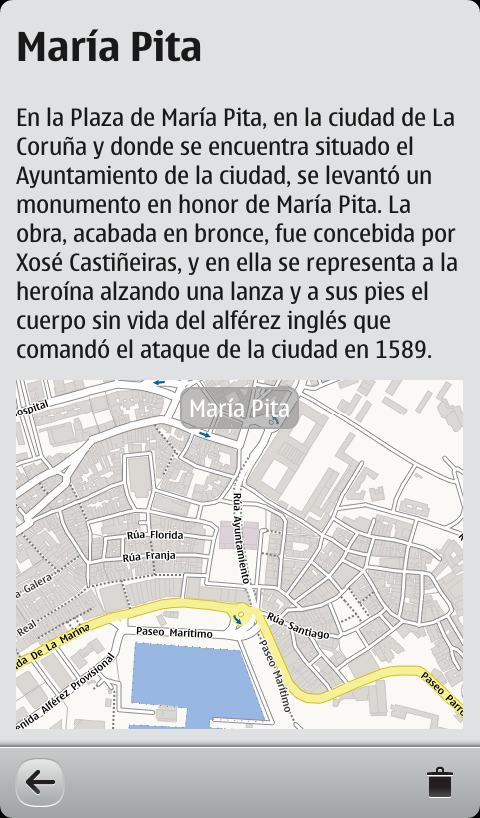 María Pita
En la Plaza de María Pita, en la ciudad de La
Coruña y donde se encuentra situado el
Ayuntamiento de la ciudad, se levantó un
monumento en honor de María Pita. La
obra, acabada en bronce, fue concebida por
Xosé Castiñeiras, y en ella se representa a la
heroína alzando una lanza y a sus pies el
cuerpo sin vida del alférez inglés que
comandó el ataque de la ciudad en 1589.
ospital
María Pita
Rúa Ayuntamiento
Rúa Florida
Rúa Franja
a Galera
Real
da De La Marina
Paseo Marítimo
Rúa Santiago
Paseo Marítimo
enida Alférez Provisional
Paseo Parro